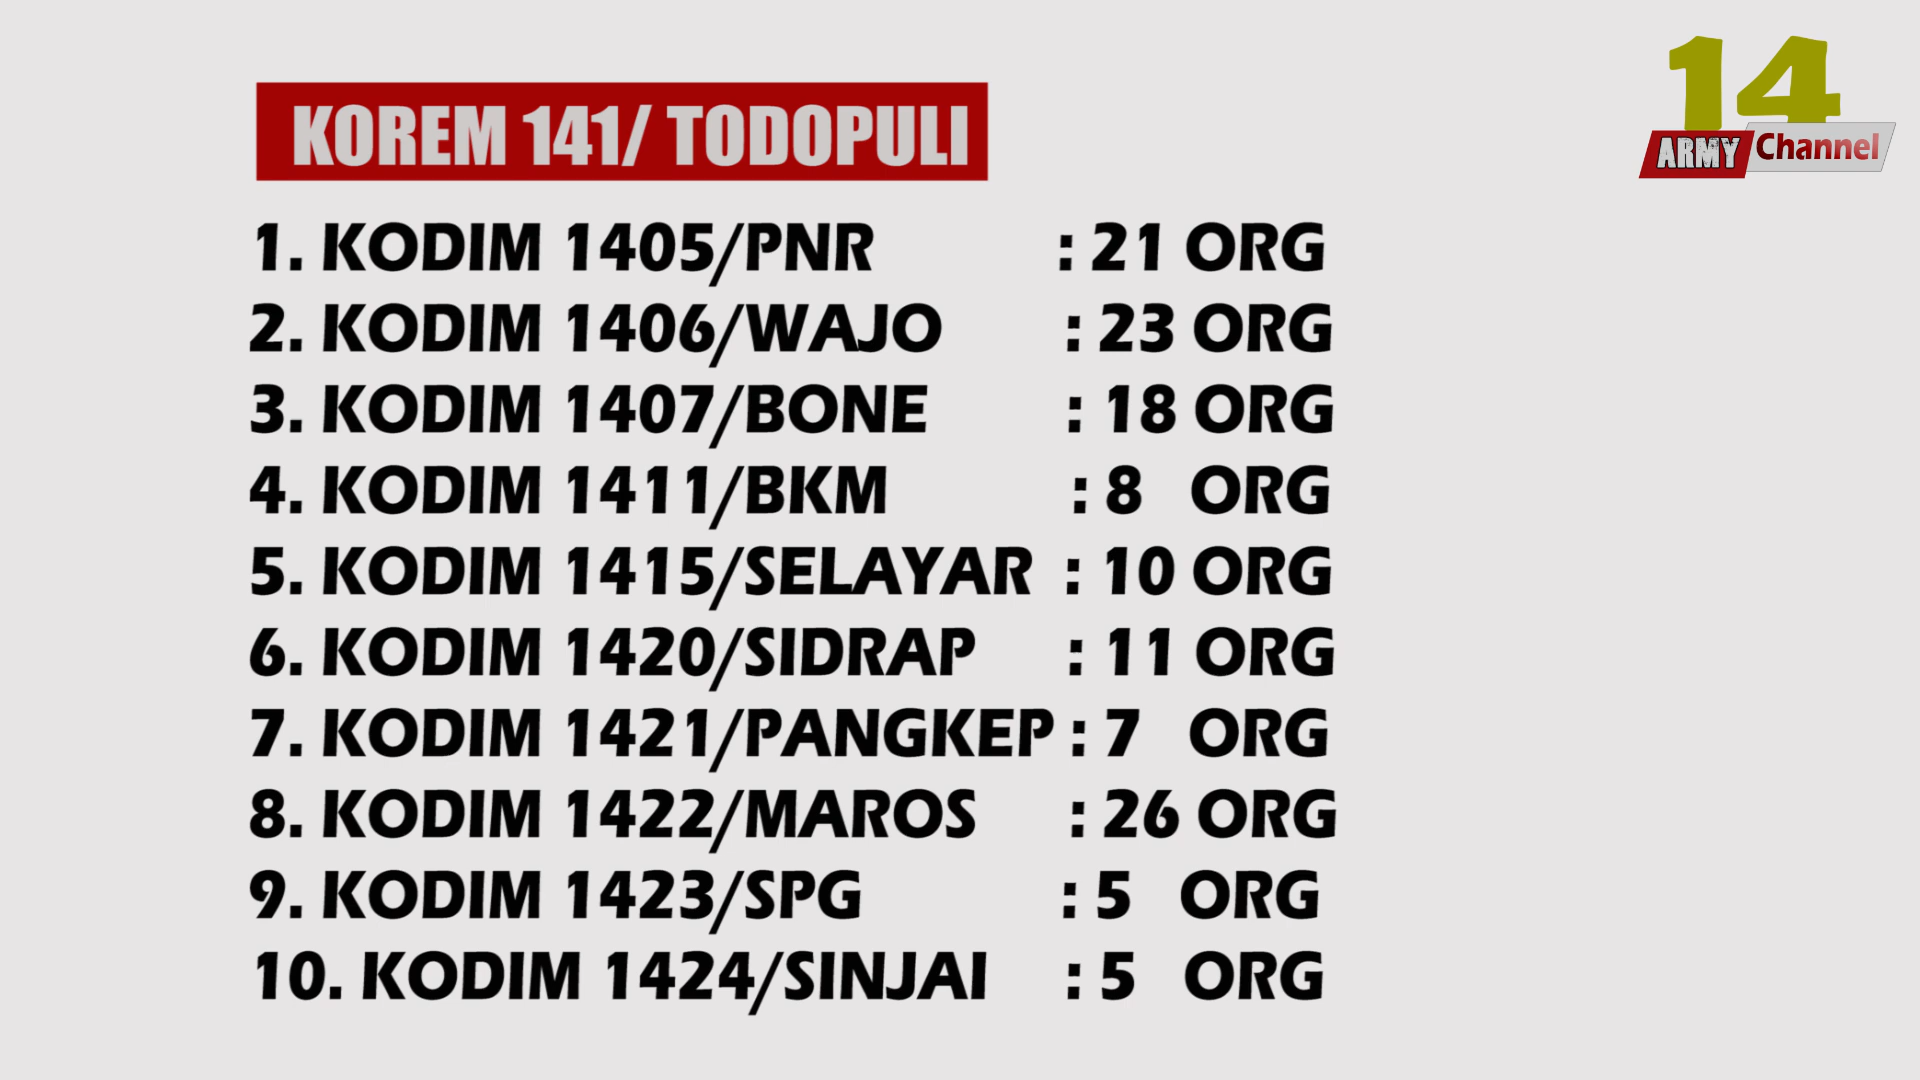 14
ARMY Channel
KOREM 141/ TODOPULI
1. KODIM 1405/PNR : 21 ORG
2. KODIM 1406/WAJO : 23 ORG
3. KODIM 1407/BONE : 18 ORG
4. KODIM 1411/BKM : 8 ORG
5. KODIM 1415/SELAYAR : 10 ORG
6. KODIM 1420/SIDRAP : 11 ORG
7. KODIM 1421/PANGKEP : 7 ORG
8. KODIM 1422/MAROS : 26 ORG
9. KODIM 1423/SPG : 5 ORG
10. KODIM 1424/SINJAI : 5 ORG